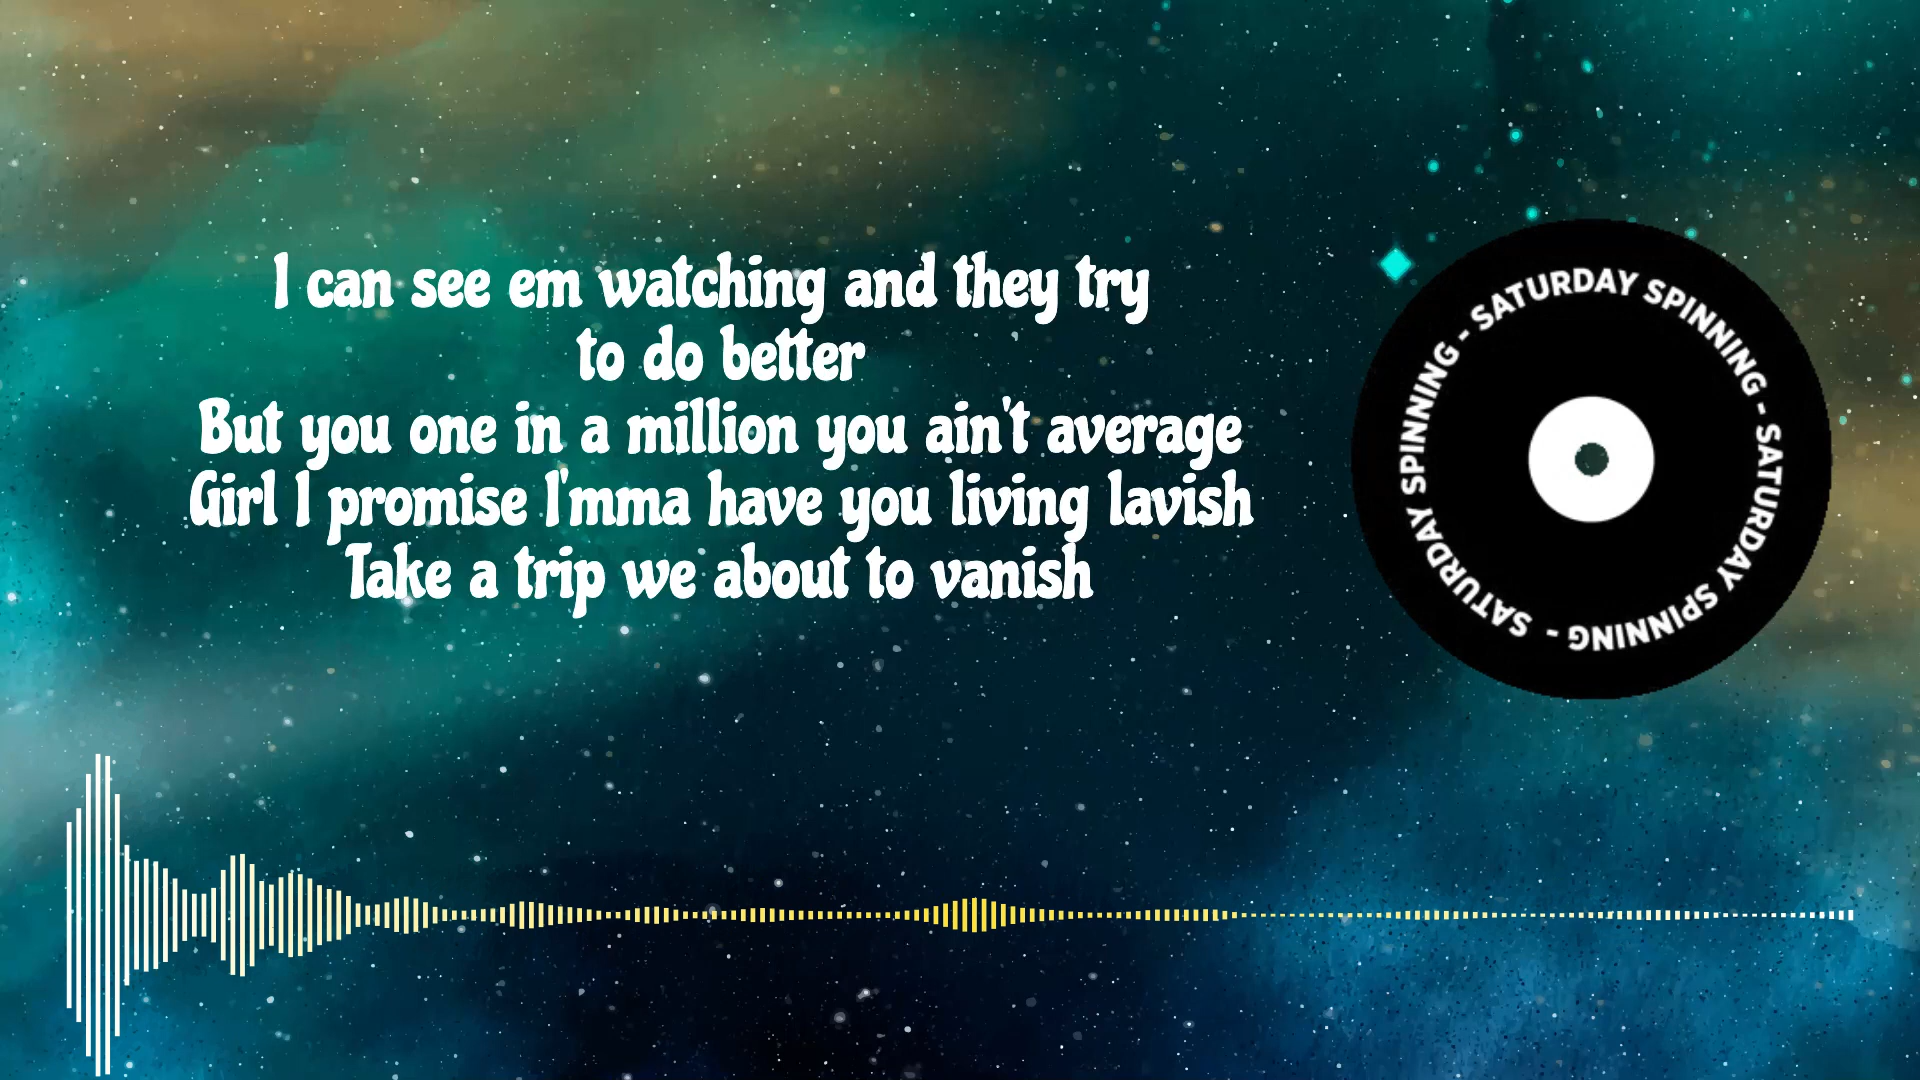 I can see em watching and they try
to do better
But you one in a million you ain't average
Girl I promise I'mma have you living lavish
Take a trip we about to vanish
SATURDAY SPINNING - SATURDAY SPINNING - SATURDAY SPINNING -